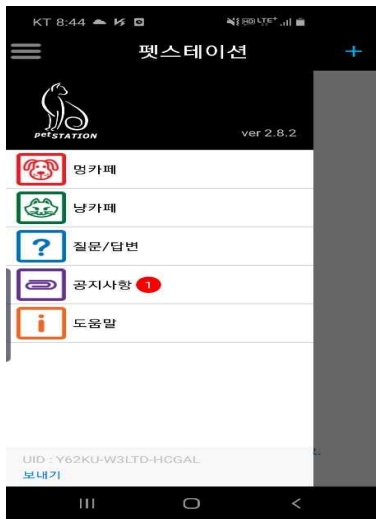 KT 8:44
펫스테이션
+
petSTATION
ver 2.8.2
멍카페
냥카페
? 질문/답변
공지사항 1
i 도움말
UID : Y62KU-W3LTD-HCGAL
보내기